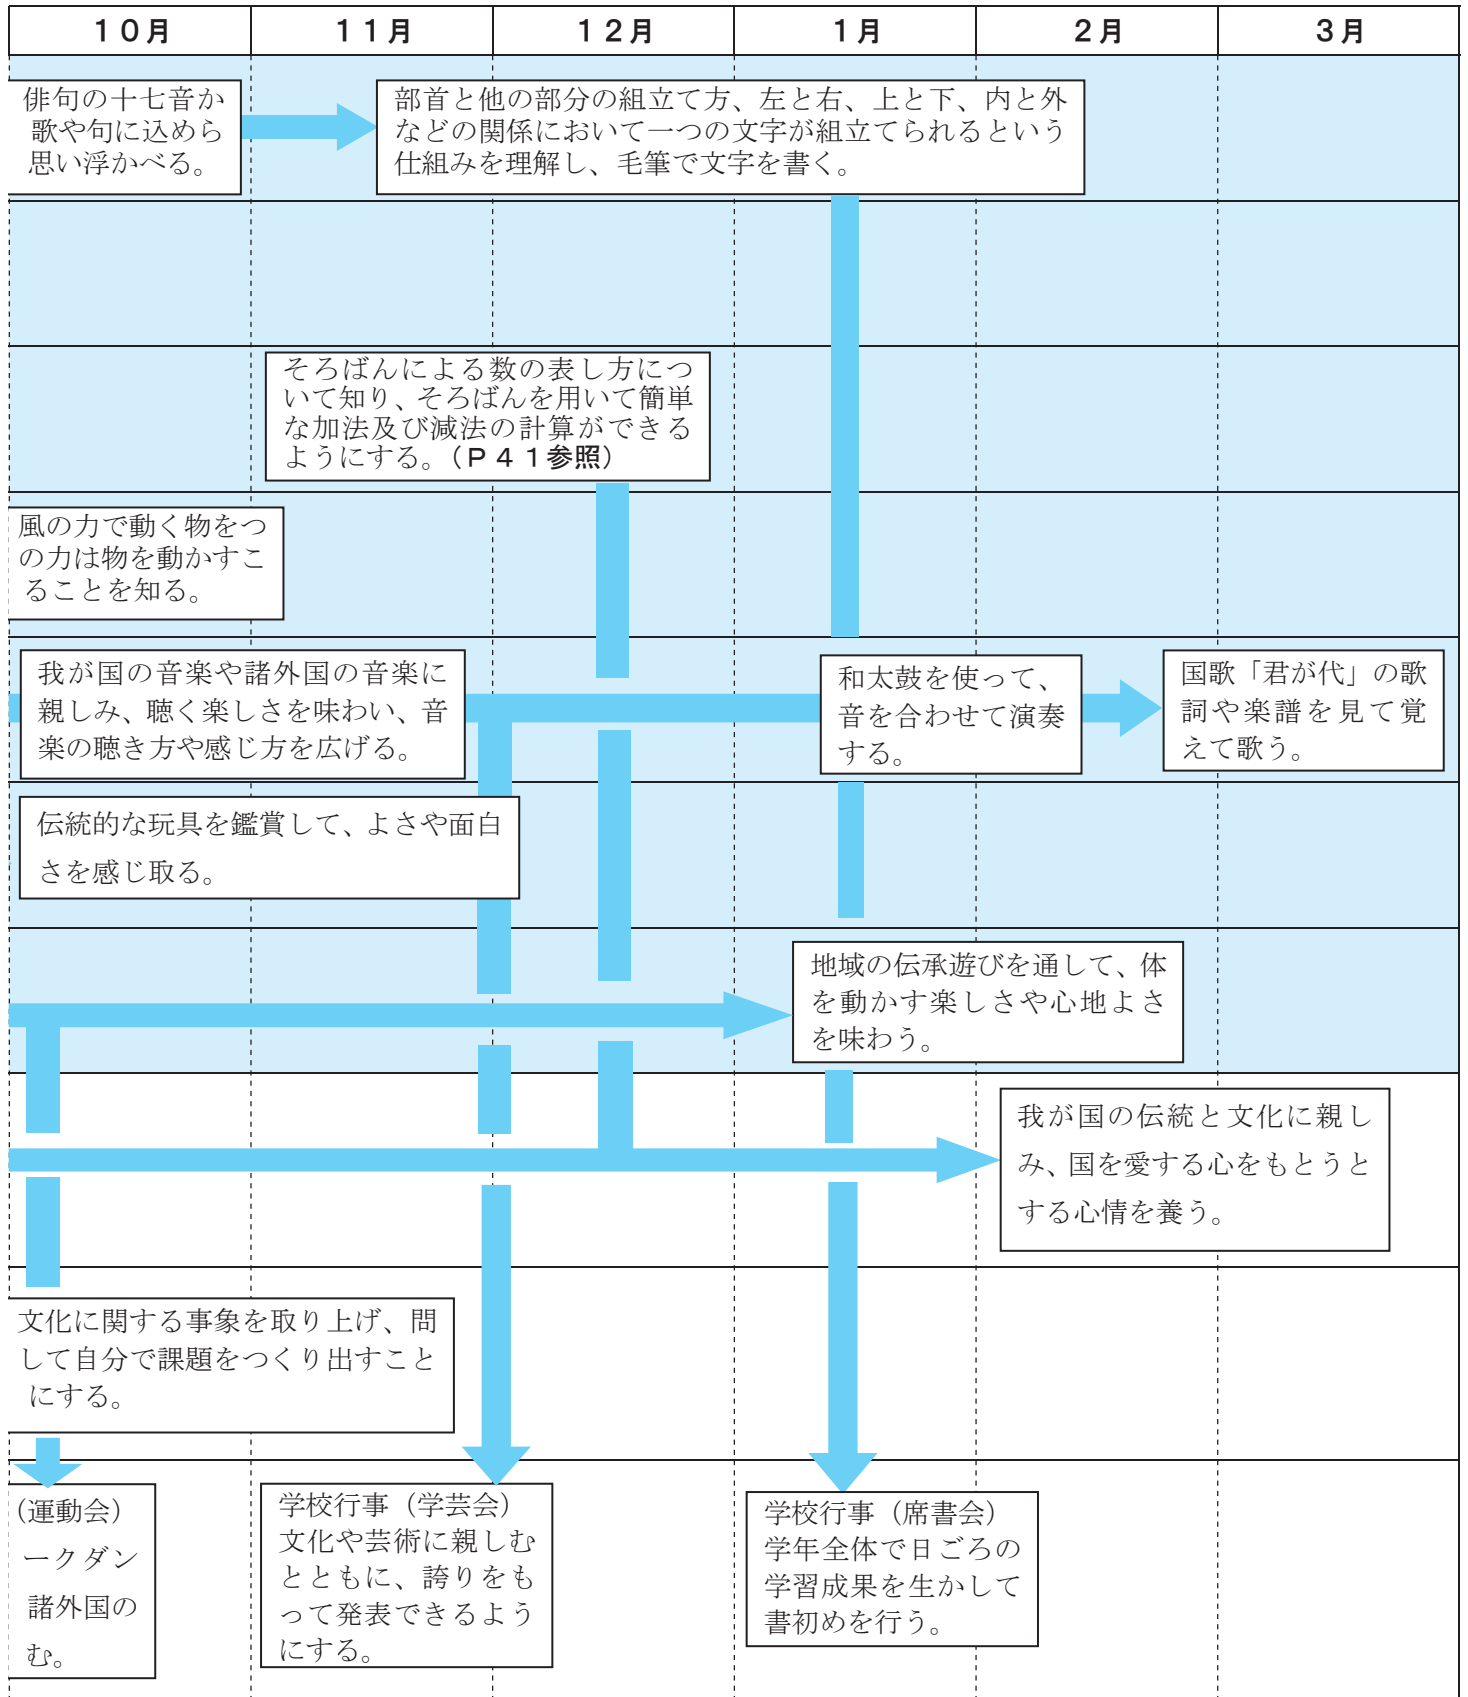 10月 11月 12月 1月 2月 3月
俳句の十七音か
歌や句に込めら
思い浮かべる。
部首と他の部分の組立て方、左と右、上と下、内と外
などの関係において一つの文字が組立てられるという
仕組みを理解し、毛筆で文字を書く。
そろばんによる数の表し方につ
いて知り、そろばんを用いて簡単
な加法及び減法の計算ができる
ようにする。（P41参照）
風の力で動く物をつ
の力は物を動かすこ
ることを知る。
我が国の音楽や諸外国の音楽に
親しみ、聴く楽しさを味わい、音
楽の聴き方や感じ方を広げる。
和太鼓を使って、
音を合わせて演奏
する。
国歌「君が代」の歌
詞や楽譜を見て覚
えて歌う。
伝統的な玩具を鑑賞して、よさや面白
さを感じ取る。
地域の伝承遊びを通して、体
を動かす楽しさや心地よさ
を味わう。
我が国の伝統と文化に親し
み、国を愛する心をもとうと
する心情を養う。
文化に関する事象を取り上げ、問
して自分で課題をつくり出すこと
にする。
（運動会）
ークダン
諸外国の
む。
学校行事（学芸会）
文化や芸術に親しむ
とともに、誇りをも
って発表できるよう
にする。
学校行事（席書会）
学年全体で日ごろの
学習成果を生かして
書初めを行う。